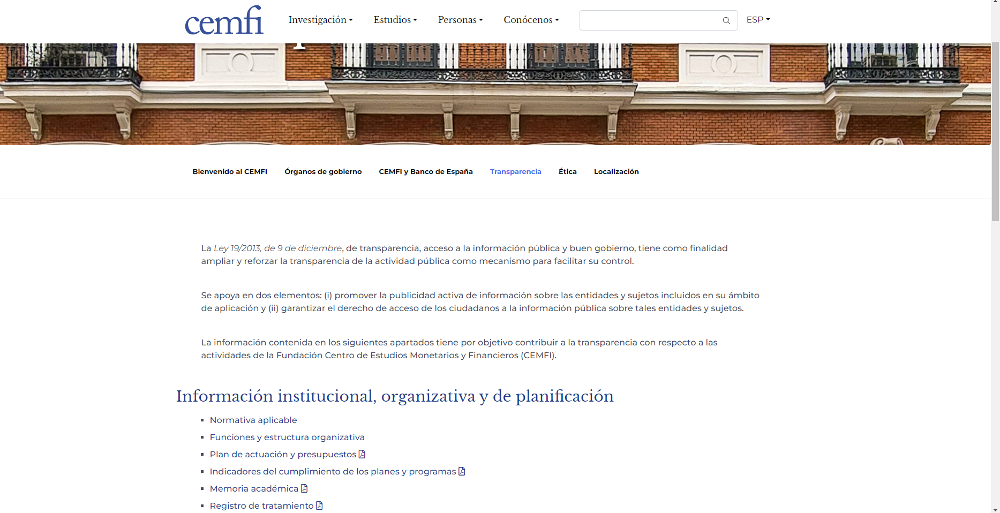 cemfi
Investigación
Estudios
Personas
Conócenos
ESP
Bienvenido al CEMFI
Órganos de gobierno
CEMFI y Banco de España
Transparencia
Ética
Localización
La Ley 19/2013, de 9 de diciembre, de transparencia, acceso a la información pública y buen gobierno, tiene como finalidad
ampliar y reforzar la transparencia de la actividad pública como mecanismo para facilitar su control.
Se apoya en dos elementos: (i) promover la publicidad activa de información sobre las entidades y sujetos incluidos en su ámbito
de aplicación y (ii) garantizar el derecho de acceso de los ciudadanos a la información pública sobre tales entidades y sujetos.
La información contenida en los siguientes apartados tiene por objetivo contribuir a la transparencia con respecto a las
actividades de la Fundación Centro de Estudios Monetarios y Financieros (CEMFI).
Información institucional, organizativa y de planificación
Normativa aplicable
Funciones y estructura organizativa
Plan de actuación y presupuestos
Indicadores del cumplimiento de los planes y programas
Memoria académica
Registro de tratamiento